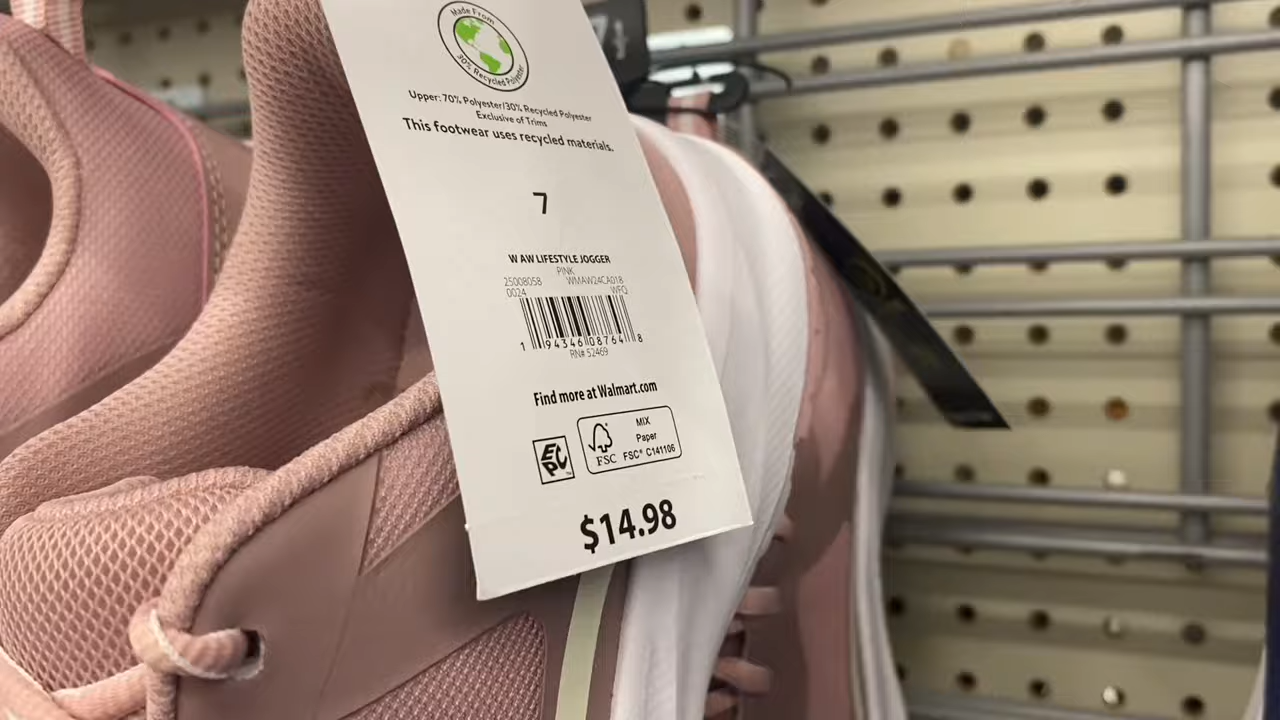 Made From
30% Recycled Polyester
Upper: 70% Polyester/30% Recycled Polyester
Exclusive of Trims
This footwear uses recycled materials.
7
W AW LIFESTYLE JOGGER
PINK
25008058 WMAW24CA018
0024 WFQ
1 94346 08764 8
RN# 52469
Find more at Walmart.com
EPC
FSC
MIX
Paper
FSC® C141106
$14.98